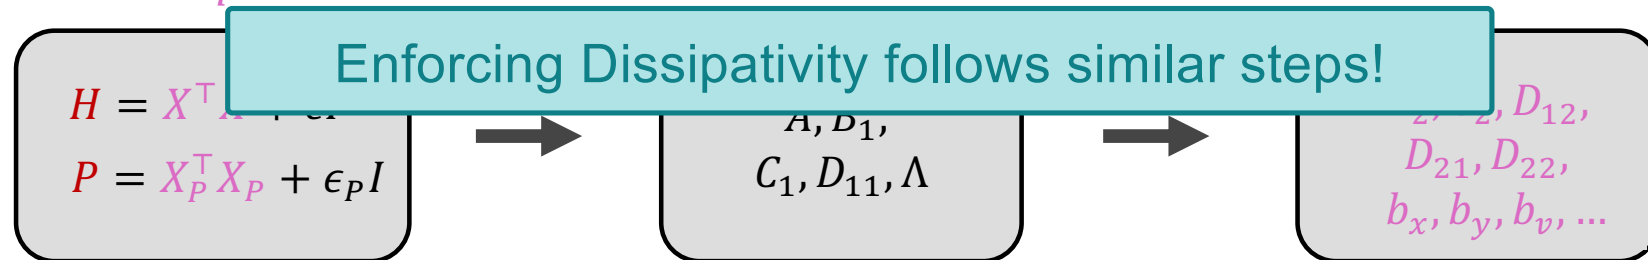 Enforcing Dissipativity follows similar steps!
H = X^⊤
P = X_P^⊤ X_P + ϵ_P I
A, B_1,
C_1, D_11, Λ
D_12,
D_21, D_22,
b_x, b_y, b_v, …